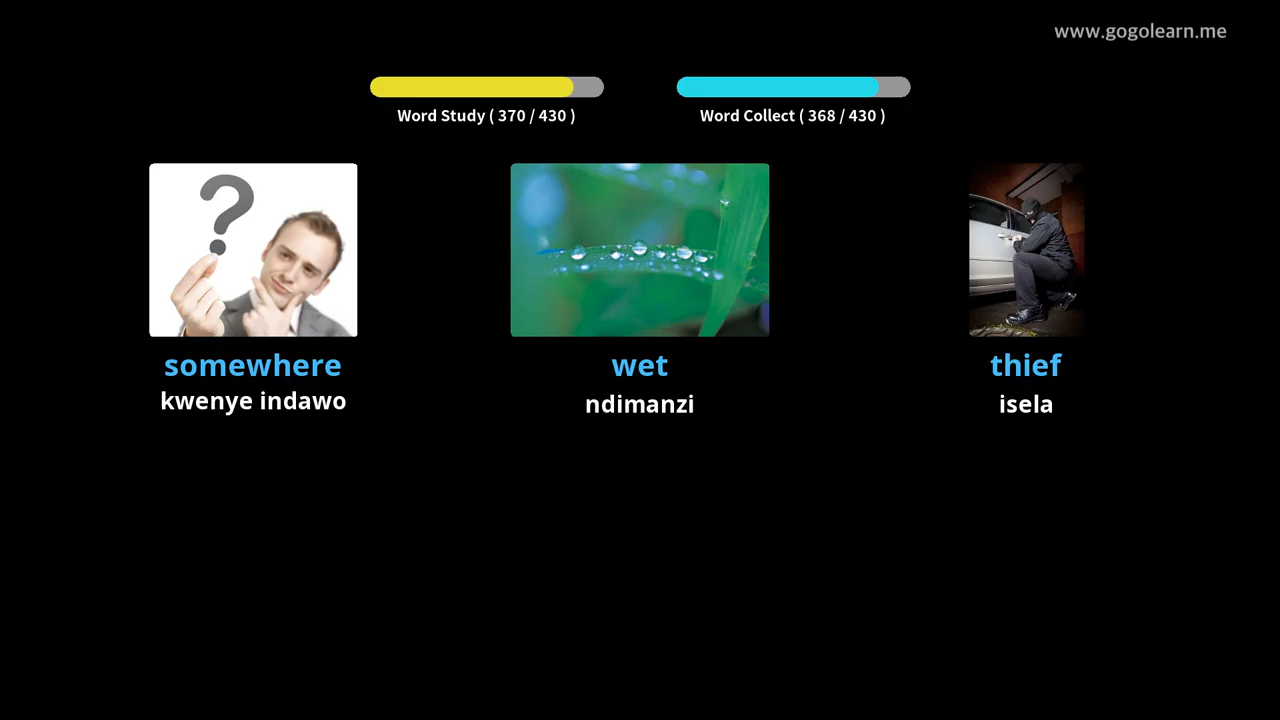 www.gogolearn.me
Word Study ( 370 / 430 )
Word Collect ( 368 / 430 )
somewhere
kwenye indawo
wet
ndimanzi
thief
isela